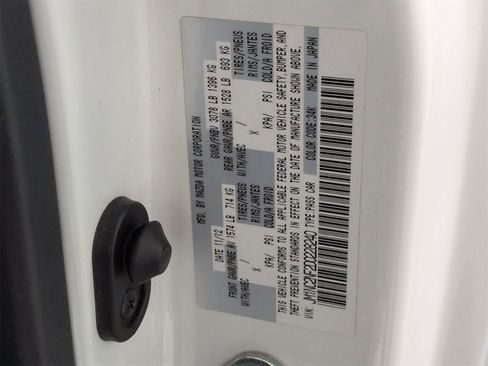 MFD. BY MAZDA MOTOR CORPORATION
DATE 11/12 GVWR/PNBV 3078 LB 1396 KG
FRONT GAWR/PNBE AV 1574 LB 714 KG REAR GAWR/PNBE AR 1528 LB 693 KG
WITH/AVEC TIRES/PNEUS WITH/AVEC TIRES/PNEUS
X RIMS/JANTES X RIMS/JANTES
KPA/ PSI COLD/A FROID KPA/ PSI COLD/A FROID
THIS VEHICLE CONFORMS TO ALL APPLICABLE FEDERAL MOTOR VEHICLE SAFETY, BUMPER, AND
THEFT PREVENTION STANDARDS IN EFFECT ON THE DATE OF MANUFACTURE SHOWN ABOVE.
VIN: TYPE: PASS CAR COLOR CODE: 34K MADE IN JAPAN